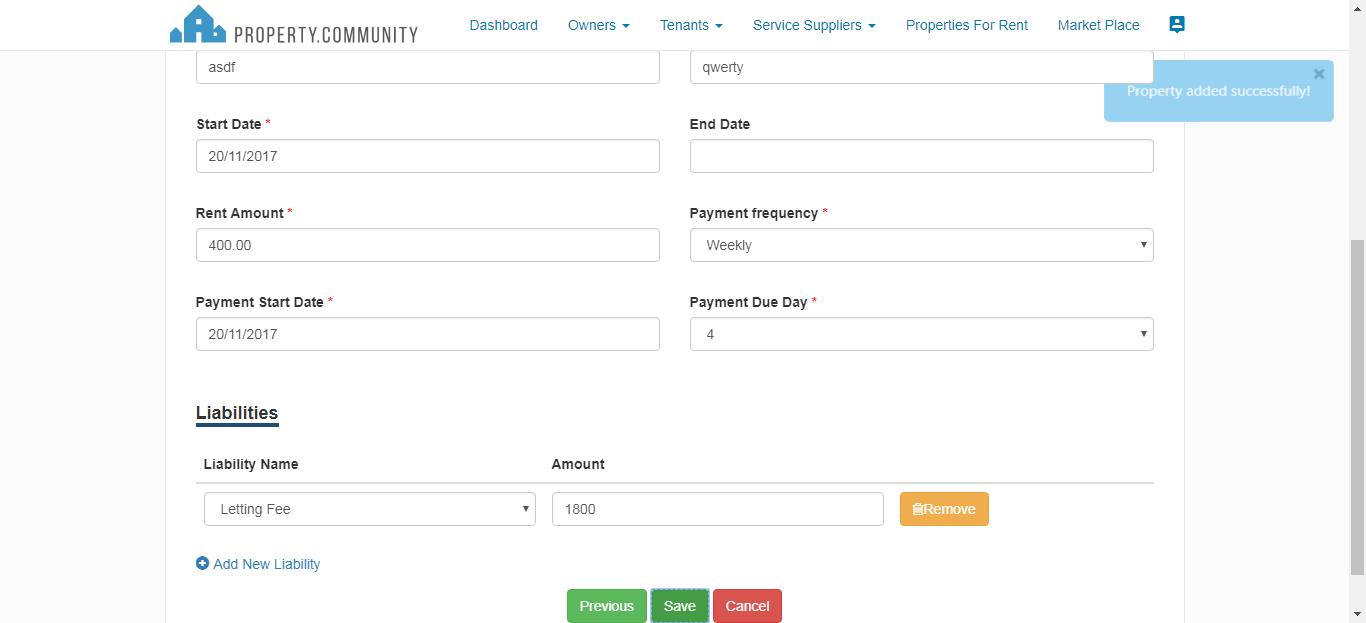 PROPERTY.COMMUNITY Dashboard Owners Tenants Service Suppliers Properties For Rent Market Place
asdf qwerty
Property added successfully!
Start Date * End Date
20/11/2017
Rent Amount * Payment frequency *
400.00 Weekly
Payment Start Date * Payment Due Day *
20/11/2017 4
Liabilities
Liability Name Amount
Letting Fee 1800 Remove
Add New Liability
Previous Save Cancel